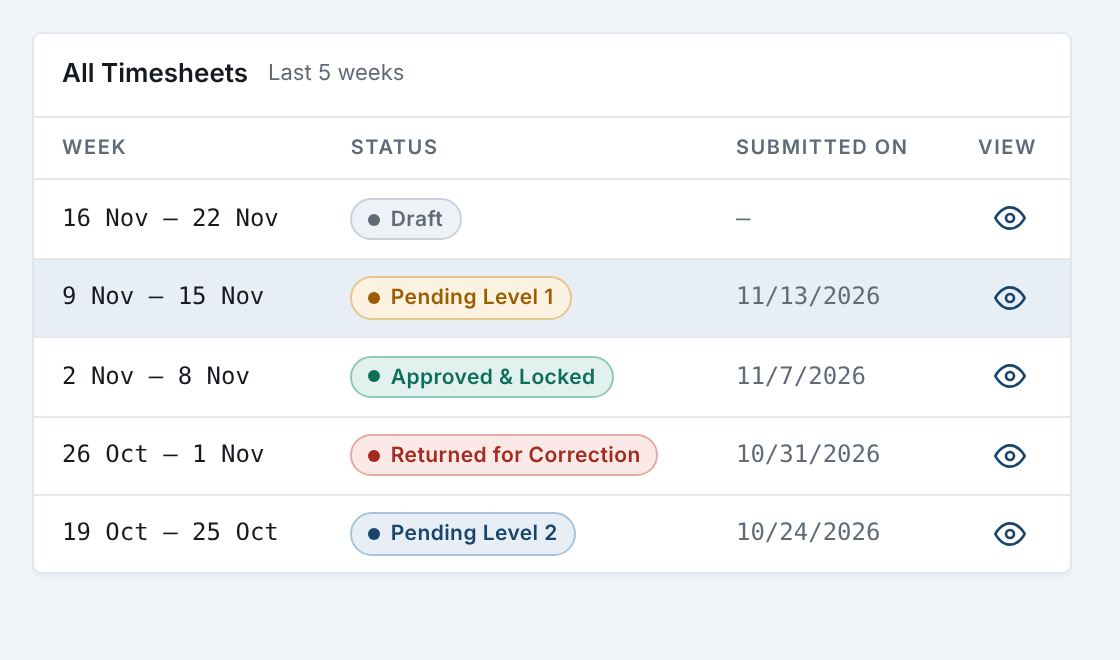 All Timesheets Last 5 weeks
WEEK STATUS SUBMITTED ON VIEW
16 Nov – 22 Nov Draft –
9 Nov – 15 Nov Pending Level 1 11/13/2026
2 Nov – 8 Nov Approved & Locked 11/7/2026
26 Oct – 1 Nov Returned for Correction 10/31/2026
19 Oct – 25 Oct Pending Level 2 10/24/2026